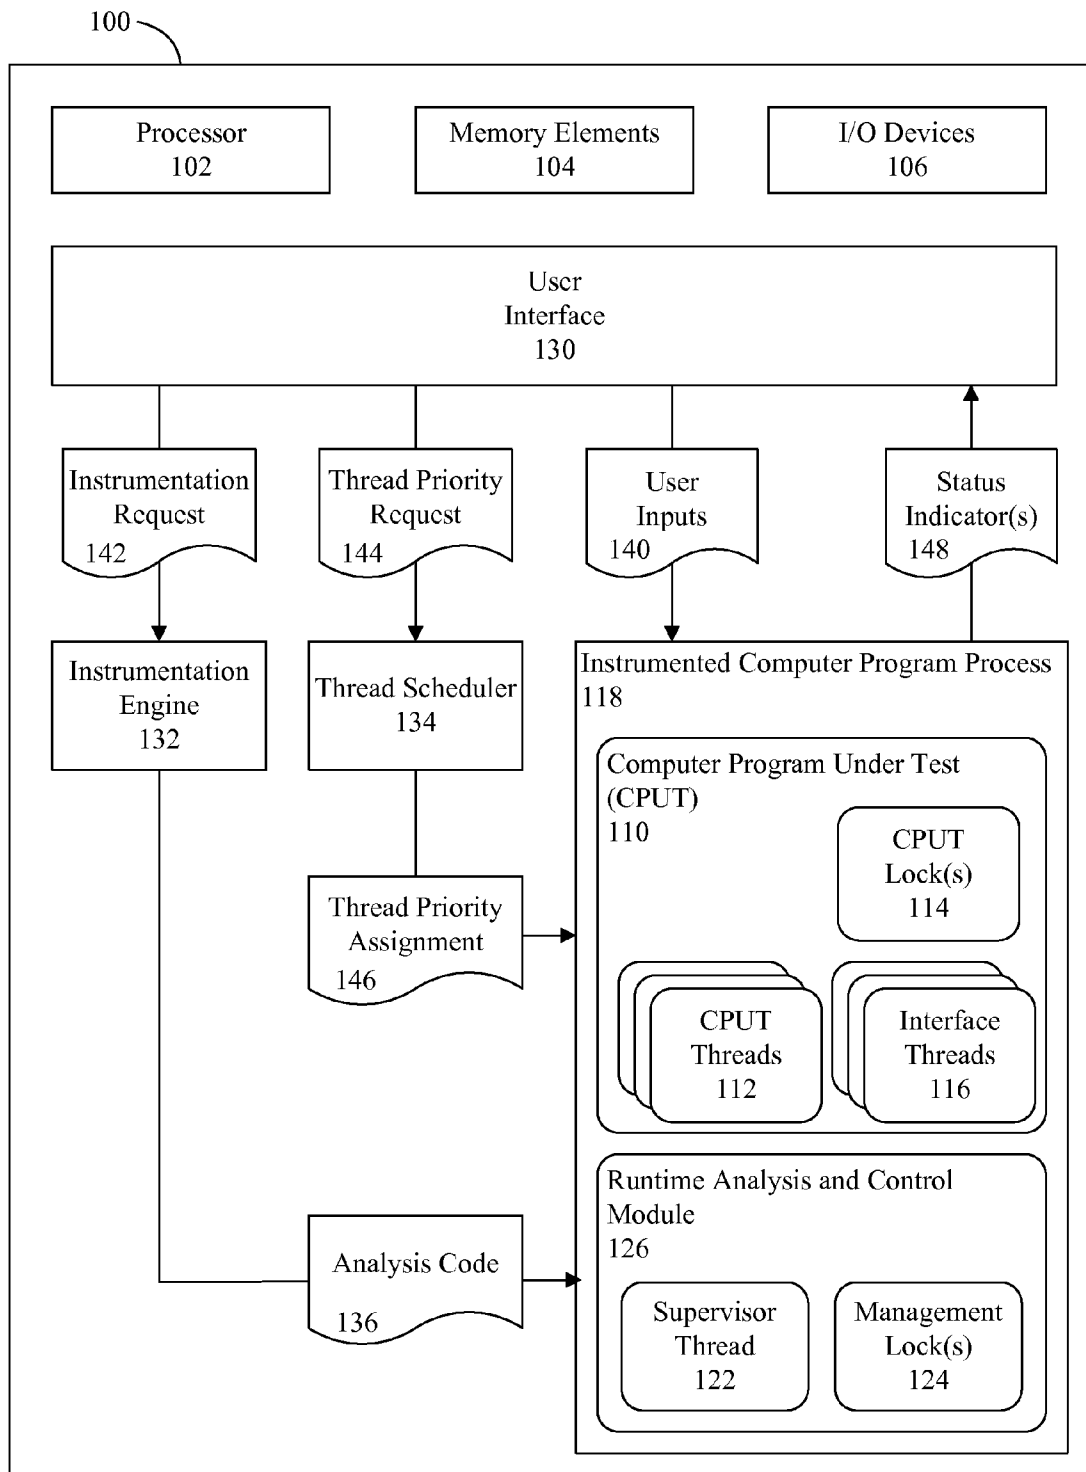 100
Processor
102
Memory Elements
104
I/O Devices
106
User
Interface
130
Instrumentation
Request
142
Thread Priority
Request
144
User
Inputs
140
Status
Indicator(s)
148
Instrumentation
Engine
132
Thread Scheduler
134
Instrumented Computer Program Process
118
Computer Program Under Test
(CPUT)
110
CPUT
Lock(s)
114
Thread Priority
Assignment
146
CPUT
Threads
112
Interface
Threads
116
Runtime Analysis and Control
Module
126
Analysis Code
136
Supervisor
Thread
122
Management
Lock(s)
124